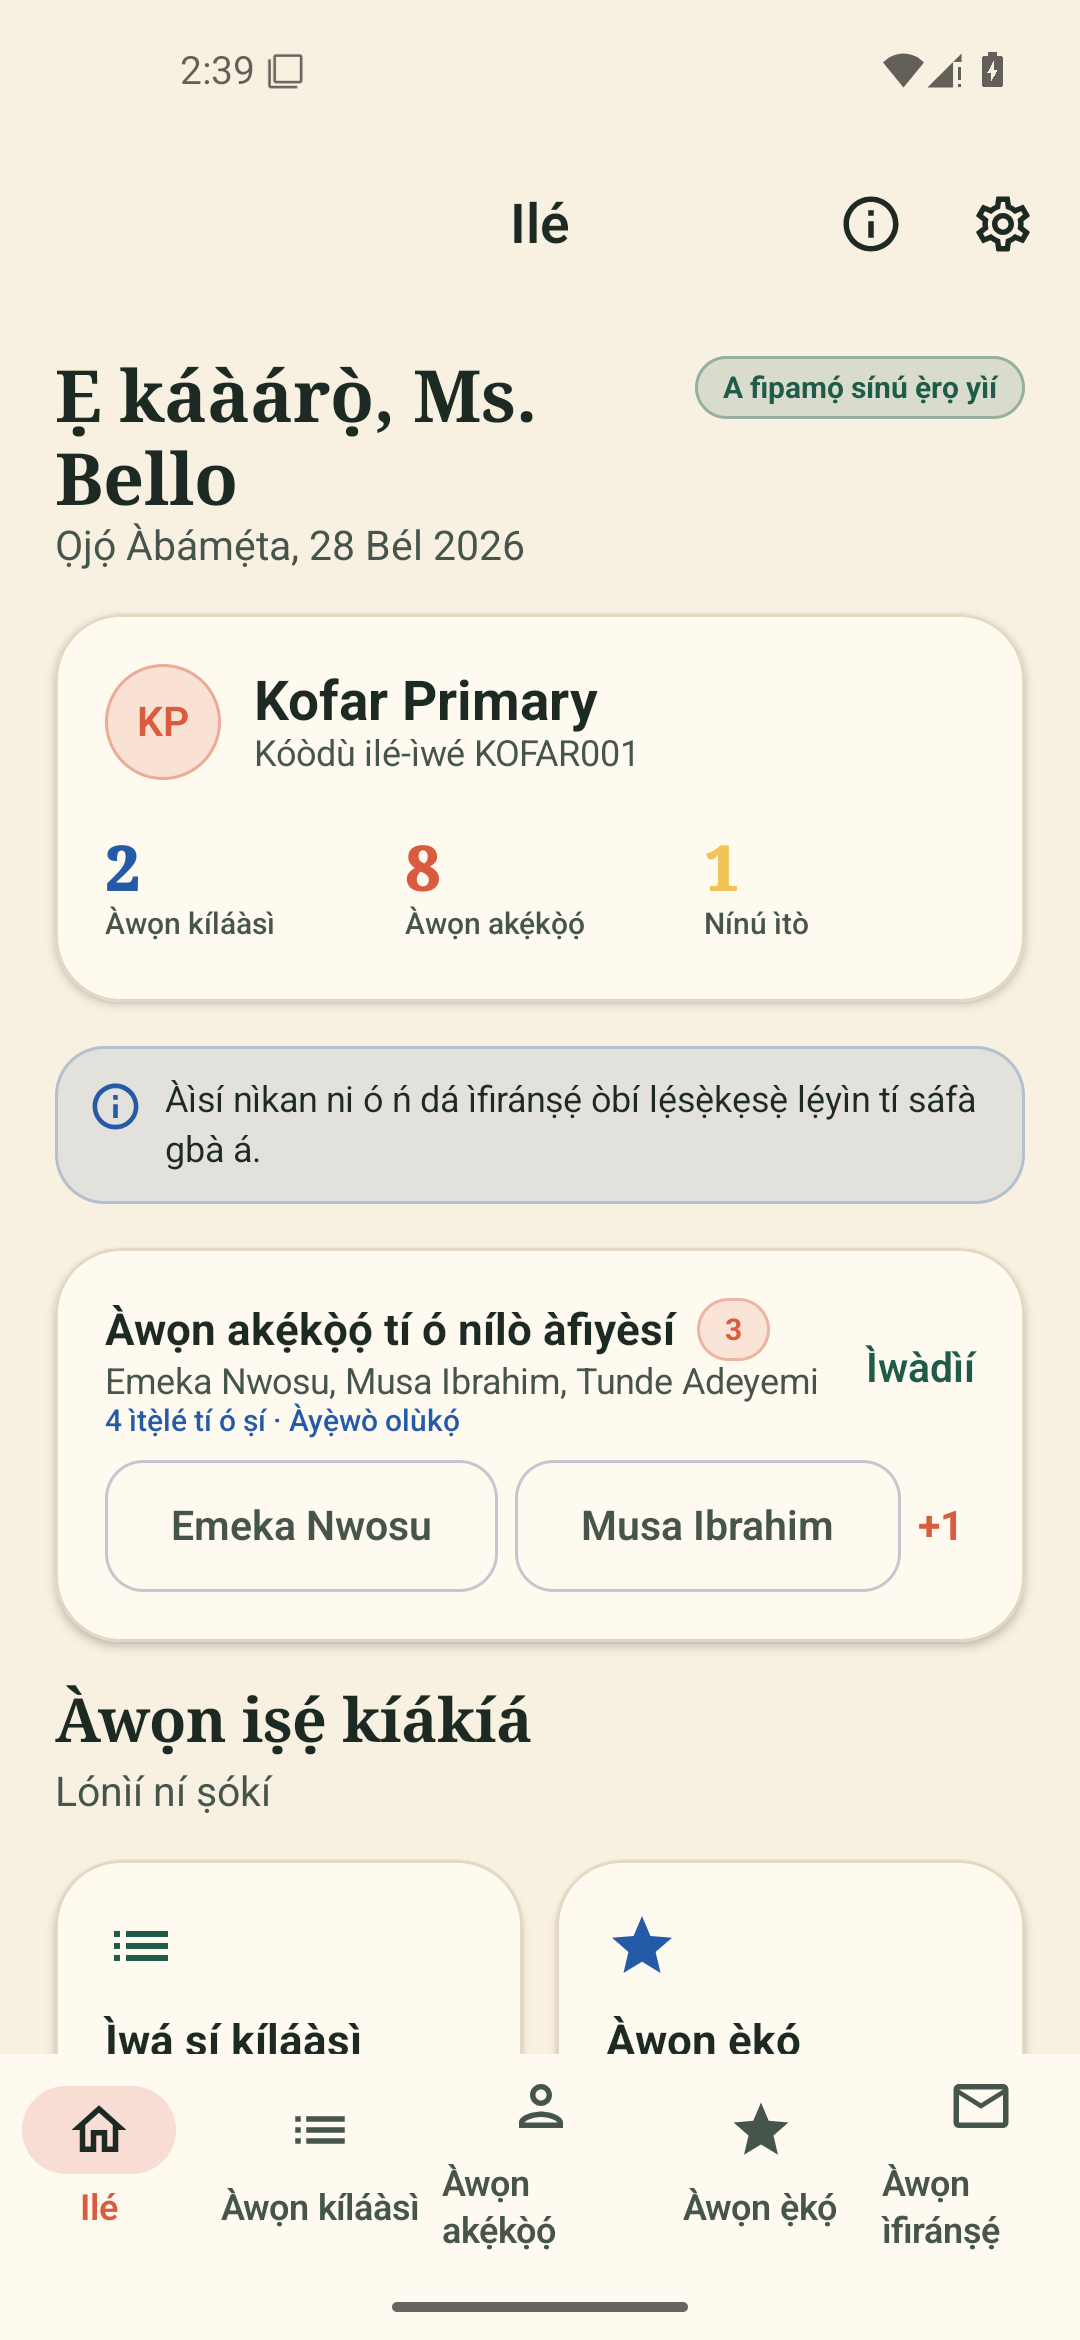 2:39
Ilé
Ẹ káàárọ̀, Ms.
Bello
A fipamọ́ sínú ẹ̀rọ yìí
Ọjọ́ Àbámẹ́ta, 28 Bél 2026
KP
Kofar Primary
Kóòdù ilé-ìwé KOFAR001
2
8
1
Àwọn kíláàsì
Àwọn akẹ́kọ̀ọ́
Nínú ìtò
Àìsí nìkan ni ó ń dá ìfiránṣẹ́ òbí lẹ́sẹ̀kẹsẹ̀ lẹ́yìn tí sáfà
gbà á.
Àwọn akẹ́kọ̀ọ́ tí ó nílò àfiyèsí
3
Emeka Nwosu, Musa Ibrahim, Tunde Adeyemi
Ìwàdìí
4 ìtẹ̀lé tí ó ṣí · Àyẹ̀wò olùkọ́
Emeka Nwosu
Musa Ibrahim
+1
Àwọn iṣẹ́ kíákíá
Lónìí ní ṣókí
Ìwá sí kíláàsì
Àwọn ẹ̀kọ́
Ilé
Àwọn kíláàsì
Àwọn
akẹ́kọ̀ọ́
Àwọn ẹ̀kọ́
Àwọn
ìfiránṣẹ́